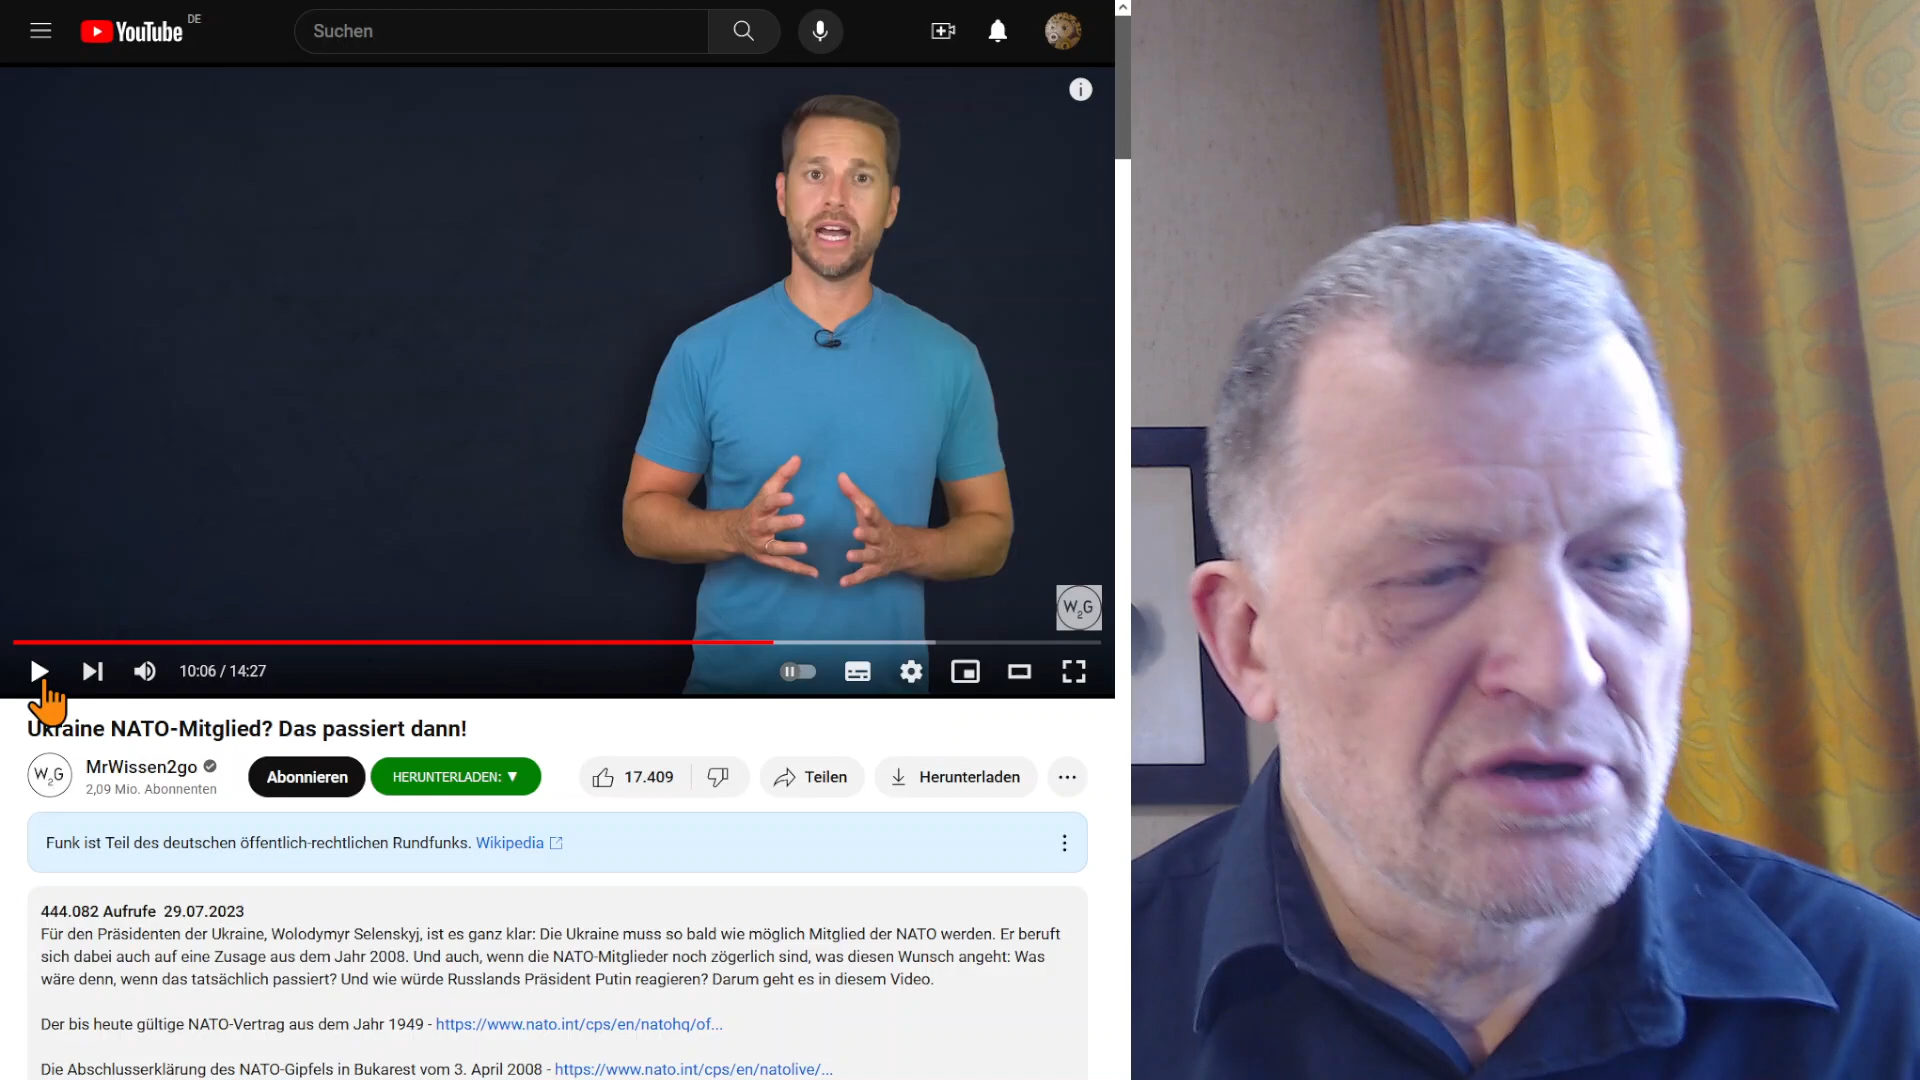 YouTube DE
Suchen
W2G
10:06 / 14:27
Ukraine NATO-Mitglied? Das passiert dann!
W2G
MrWissen2go
2,09 Mio. Abonnenten
Abonnieren
HERUNTERLADEN: ▼
17.409
Teilen
Herunterladen
Funk ist Teil des deutschen öffentlich-rechtlichen Rundfunks. Wikipedia
444.082 Aufrufe 29.07.2023
Für den Präsidenten der Ukraine, Wolodymyr Selenskyj, ist es ganz klar: Die Ukraine muss so bald wie möglich Mitglied der NATO werden. Er beruft
sich dabei auch auf eine Zusage aus dem Jahr 2008. Und auch, wenn die NATO-Mitglieder noch zögerlich sind, was diesen Wunsch angeht: Was
wäre denn, wenn das tatsächlich passiert? Und wie würde Russlands Präsident Putin reagieren? Darum geht es in diesem Video.
Der bis heute gültige NATO-Vertrag aus dem Jahr 1949 - https://www.nato.int/cps/en/natohq/of...
Die Abschlusserklärung des NATO-Gipfels in Bukarest vom 3. April 2008 - https://www.nato.int/cps/en/natolive/...